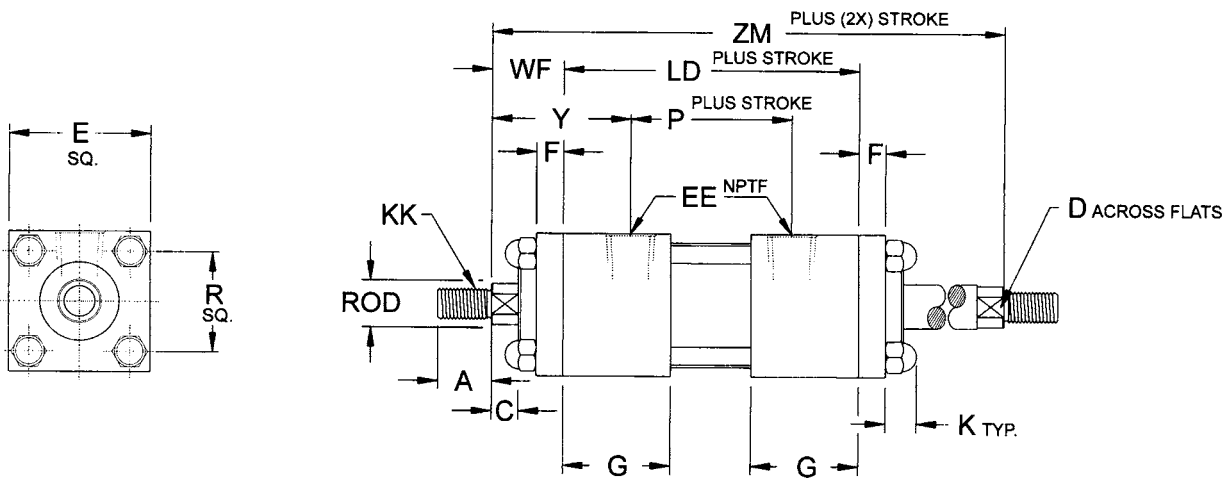 ZM PLUS (2X) STROKE
WF
LD PLUS STROKE
E
SQ.
Y
P PLUS STROKE
F
F
KK
EE NPTF
D ACROSS FLATS
R
SQ.
ROD
A
C
K TYP.
G
G